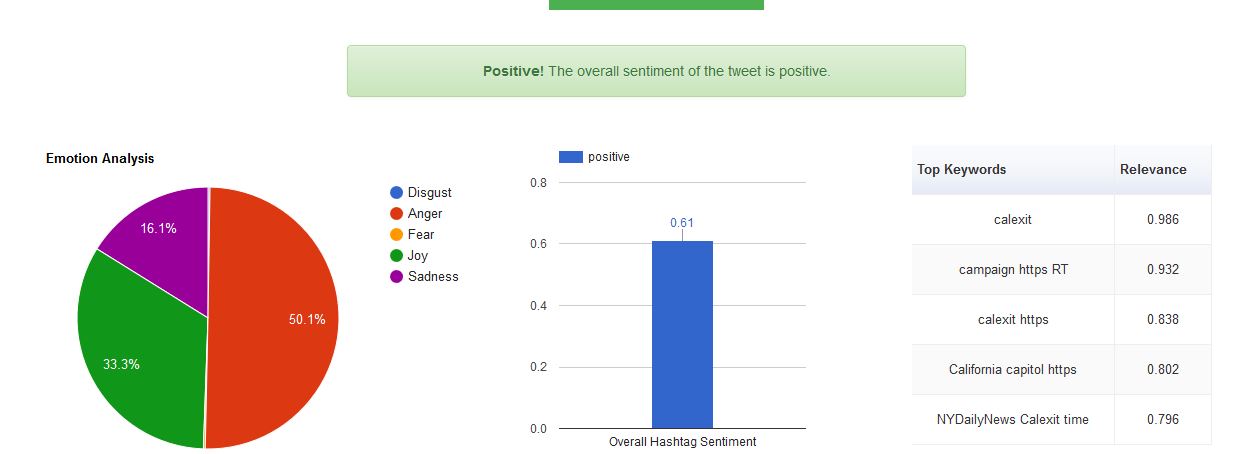 Positive! The overall sentiment of the tweet is positive.
Emotion Analysis
16.1%
50.1%
33.3%
Disgust
Anger
Fear
Joy
Sadness
positive
0.8
0.61
0.6
0.4
0.2
0.0
Overall Hashtag Sentiment
Top Keywords Relevance
calexit 0.986
campaign https RT 0.932
calexit https 0.838
California capitol https 0.802
NYDailyNews Calexit time 0.796